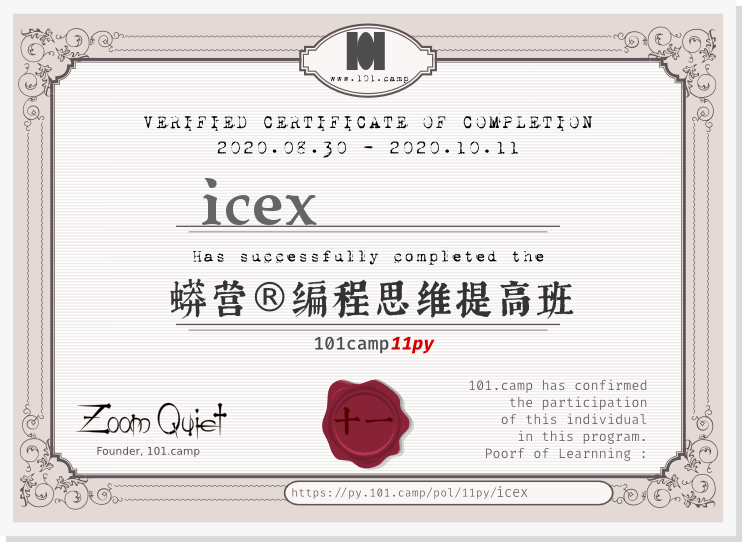 101
www.101.camp
VERIFIED CERTIFICATE OF COMPLETION
2020.08.30 - 2020.10.11
icex
Has successfully completed the
蟒营®编程思维提高班
101camp11py
Zoom Quiet
Founder, 101.camp
十一
101.camp has confirmed
the participation
of this individual
in this program.
Poorf of Learnning :
https://py.101.camp/pol/11py/icex